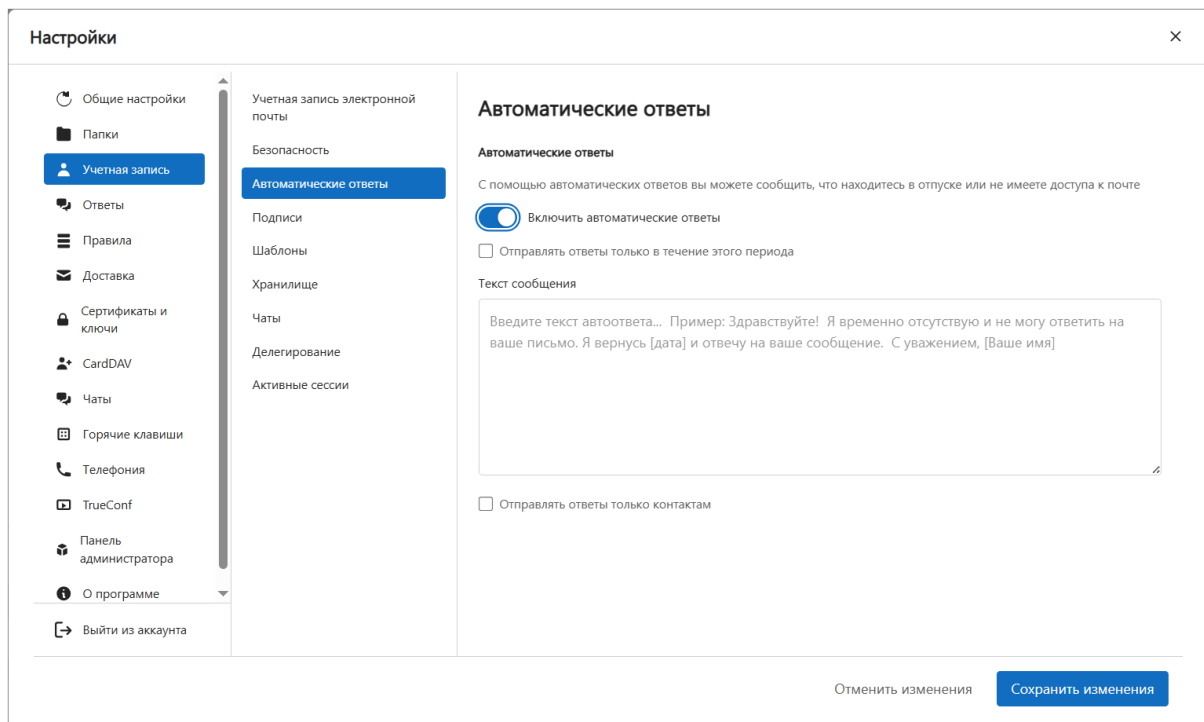 Настройки
Общие настройки
Папки
Учетная запись
Ответы
Правила
Доставка
Сертификаты и
ключи
CardDAV
Чаты
Горячие клавиши
Телефония
TrueConf
Панель
администратора
О программе
Выйти из аккаунта
Учетная запись электронной
почты
Безопасность
Автоматические ответы
Подписи
Шаблоны
Хранилище
Чаты
Делегирование
Активные сессии
Автоматические ответы
Автоматические ответы
С помощью автоматических ответов вы можете сообщить, что находитесь в отпуске или не имеете доступа к почте
Включить автоматические ответы
Отправлять ответы только в течение этого периода
Текст сообщения
Введите текст автоответа...  Пример: Здравствуйте!  Я временно отсутствую и не могу ответить на
ваше письмо. Я вернусь [дата] и отвечу на ваше сообщение.  С уважением, [Ваше имя]
Отправлять ответы только контактам
Отменить изменения
Сохранить изменения